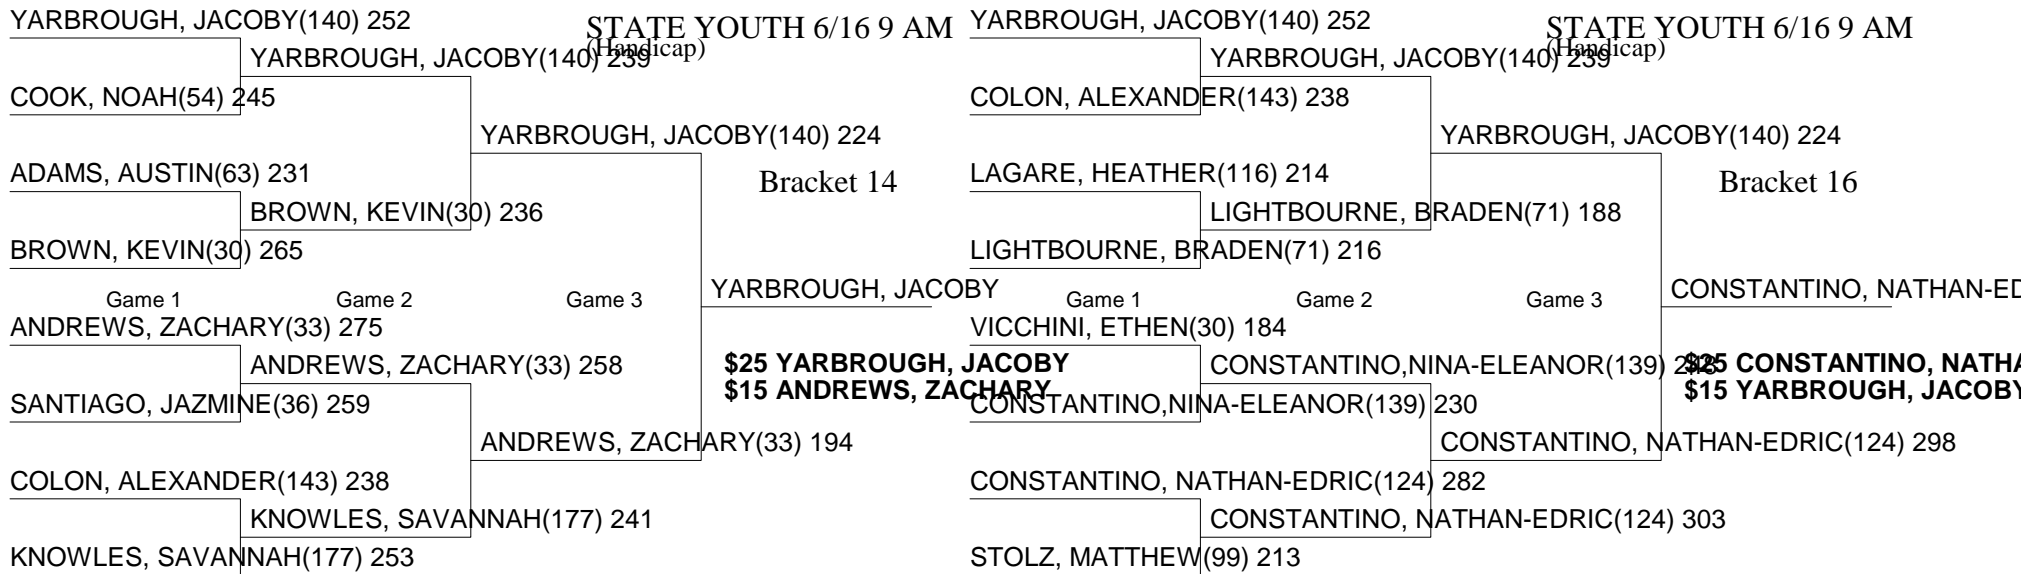 YARBROUGH, JACOBY(140) 252
STATE YOUTH 6/16 9 AM
(Handicap)
YARBROUGH, JACOBY(140) 239
COOK, NOAH(54) 245
YARBROUGH, JACOBY(140) 224
ADAMS, AUSTIN(63) 231
Bracket 14
BROWN, KEVIN(30) 236
BROWN, KEVIN(30) 265
YARBROUGH, JACOBY
Game 1 Game 2 Game 3
ANDREWS, ZACHARY(33) 275
ANDREWS, ZACHARY(33) 258
$25 YARBROUGH, JACOBY
$15 ANDREWS, ZACHARY
SANTIAGO, JAZMINE(36) 259
ANDREWS, ZACHARY(33) 194
COLON, ALEXANDER(143) 238
KNOWLES, SAVANNAH(177) 241
KNOWLES, SAVANNAH(177) 253
YARBROUGH, JACOBY(140) 252
STATE YOUTH 6/16 9 AM
(Handicap)
YARBROUGH, JACOBY(140) 239
COLON, ALEXANDER(143) 238
YARBROUGH, JACOBY(140) 224
LAGARE, HEATHER(116) 214
Bracket 16
LIGHTBOURNE, BRADEN(71) 188
LIGHTBOURNE, BRADEN(71) 216
CONSTANTINO, NATHAN-ED
Game 1 Game 2 Game 3
VICCHINI, ETHEN(30) 184
CONSTANTINO,NINA-ELEANOR(139)
$25 CONSTANTINO, NATHA
$15 YARBROUGH, JACOBY
CONSTANTINO,NINA-ELEANOR(139) 230
CONSTANTINO, NATHAN-EDRIC(124) 298
CONSTANTINO, NATHAN-EDRIC(124) 282
CONSTANTINO, NATHAN-EDRIC(124) 303
STOLZ, MATTHEW(99) 213